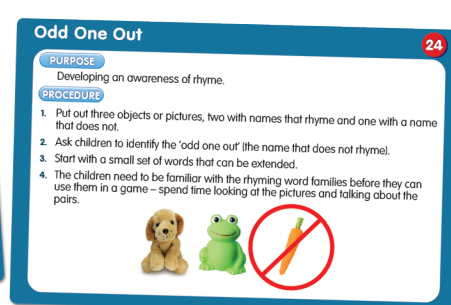 Odd One Out
24
PURPOSE
Developing an awareness of rhyme.
PROCEDURE
1. Put out three objects or pictures, two with names that rhyme and one with a name
that does not.
2. Ask children to identify the ‘odd one out’ (the name that does not rhyme).
3. Start with a small set of words that can be extended.
4. The children need to be familiar with the rhyming word families before they can
use them in a game – spend time looking at the pictures and talking about the
pairs.